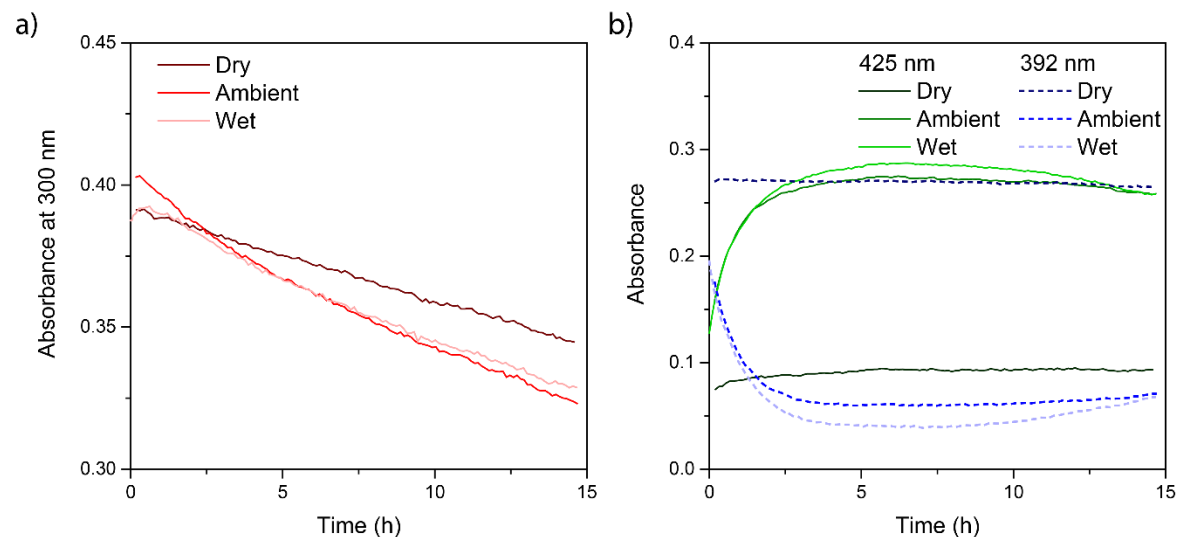 a)
0.45
Dry
Ambient
Wet
0.40
0.35
0.30
Absorbance at 300 nm
0
5
10
15
Time (h)
b)
0.4
425 nm
392 nm
Dry
Dry
Ambient
Ambient
Wet
Wet
0.3
0.2
0.1
0.0
Absorbance
0
5
10
15
Time (h)